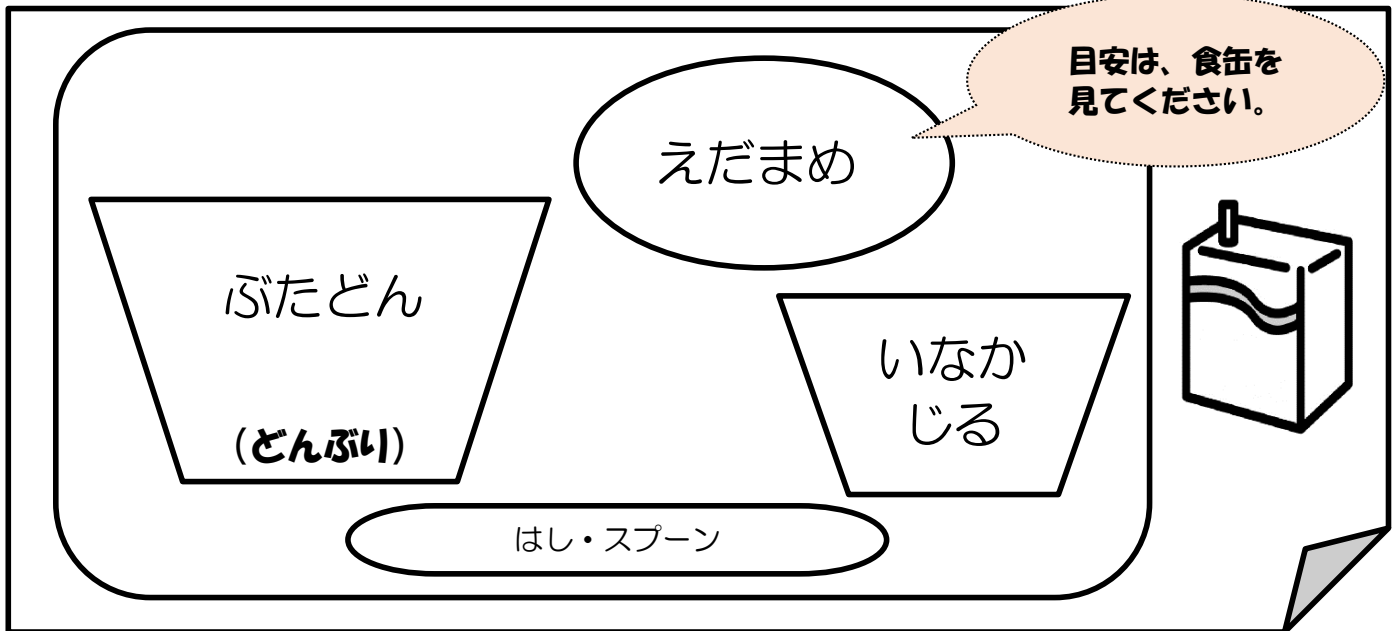 目安は、食缶を
見てください。
えだまめ
ぶたどん
(どんぶり)
いなか
じる
はし・スプーン